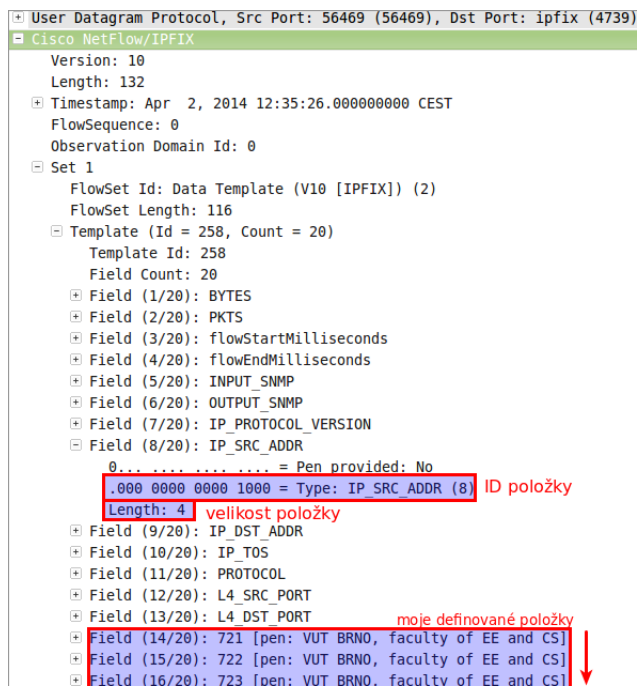 User Datagram Protocol, Src Port: 56469 (56469), Dst Port: ipfix (4739)
Cisco NetFlow/IPFIX
Version: 10
Length: 132
Timestamp: Apr  2, 2014 12:35:26.000000000 CEST
FlowSequence: 0
Observation Domain Id: 0
Set 1
FlowSet Id: Data Template (V10 [IPFIX]) (2)
FlowSet Length: 116
Template (Id = 258, Count = 20)
Template Id: 258
Field Count: 20
Field (1/20): BYTES
Field (2/20): PKTS
Field (3/20): flowStartMilliseconds
Field (4/20): flowEndMilliseconds
Field (5/20): INPUT_SNMP
Field (6/20): OUTPUT_SNMP
Field (7/20): IP_PROTOCOL_VERSION
Field (8/20): IP_SRC_ADDR
0... .... .... .... = Pen provided: No
.000 0000 0000 1000 = Type: IP_SRC_ADDR (8) ID položky
Length: 4 velikost položky
Field (9/20): IP_DST_ADDR
Field (10/20): IP_TOS
Field (11/20): PROTOCOL
Field (12/20): L4_SRC_PORT
Field (13/20): L4_DST_PORT moje definované položky
Field (14/20): 721 [pen: VUT BRNO, faculty of EE and CS]
Field (15/20): 722 [pen: VUT BRNO, faculty of EE and CS]
Field (16/20): 723 [pen: VUT BRNO, faculty of EE and CS]